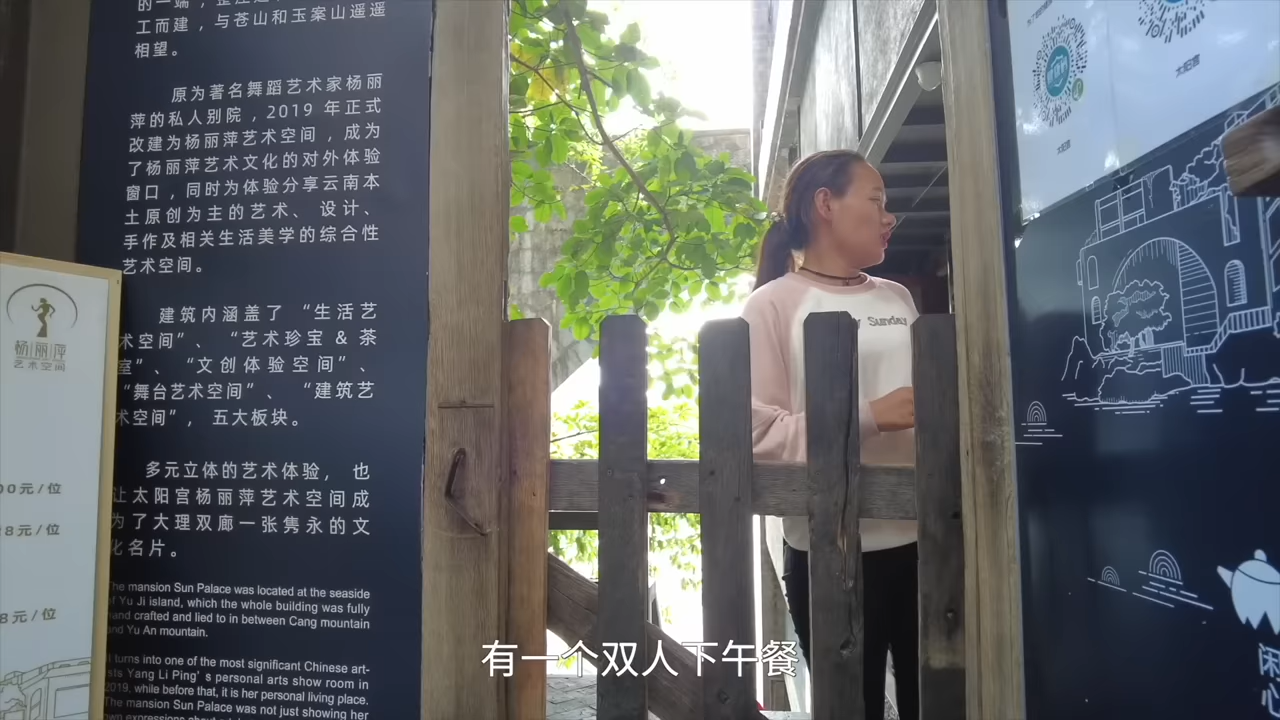 工而建，与苍山和玉案山遥遥
相望。
原为著名舞蹈艺术家杨丽
萍的私人别院，2019 年正式
改建为杨丽萍艺术空间，成为
了杨丽萍艺术文化的对外体验
窗口，同时为体验分享云南本
土原创为主的艺术、设计、
手作及相关生活美学的综合性
艺术空间。
建筑内涵盖了 “生活艺
术空间”、 “艺术珍宝 & 茶
室”、 “文创体验空间”、
“舞台艺术空间”、 “建筑艺
术空间”， 五大板块。
多元立体的艺术体验， 也
让太阳宫杨丽萍艺术空间成
为了大理双廊一张隽永的文
化名片。
The mansion Sun Palace was located at the seaside
of Yu Ji island, which the whole building was fully
hand crafted and lied to in between Cang mountain
and Yu An mountain.
It turns into one of the most significant Chinese art-
ists Yang Li Ping's personal arts show room in
2019, while before that, it is her personal living place.
The mansion Sun Palace was not just showing her
杨丽萍
艺术空间
00元/位
8元/位
8元/位
Sunday
太阳宫
太阳宫
闲
心
有一个双人下午餐